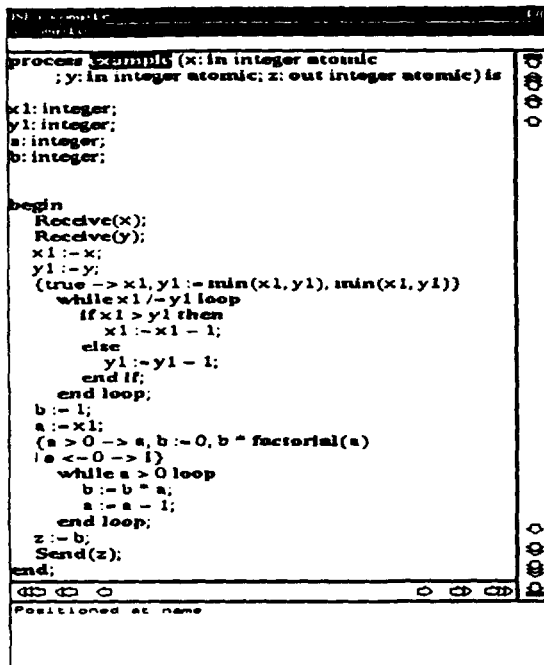 process example (x: in integer atomic
; y: in integer atomic; z: out integer atomic) is
x1: integer;
y1: integer;
a: integer;
b: integer;
begin
Receive(x);
Receive(y);
x1 := x;
y1 := y;
{true -> x1, y1 := min(x1, y1), min(x1, y1)}
while x1 /= y1 loop
if x1 > y1 then
x1 := x1 - 1;
else
y1 := y1 - 1;
end if;
end loop;
b := 1;
a := x1;
{a > 0 -> a, b := 0, b * factorial(a)
| a <= 0 -> I}
while a > 0 loop
b := b * a;
a := a - 1;
end loop;
z := b;
Send(z);
end;
Positioned at name